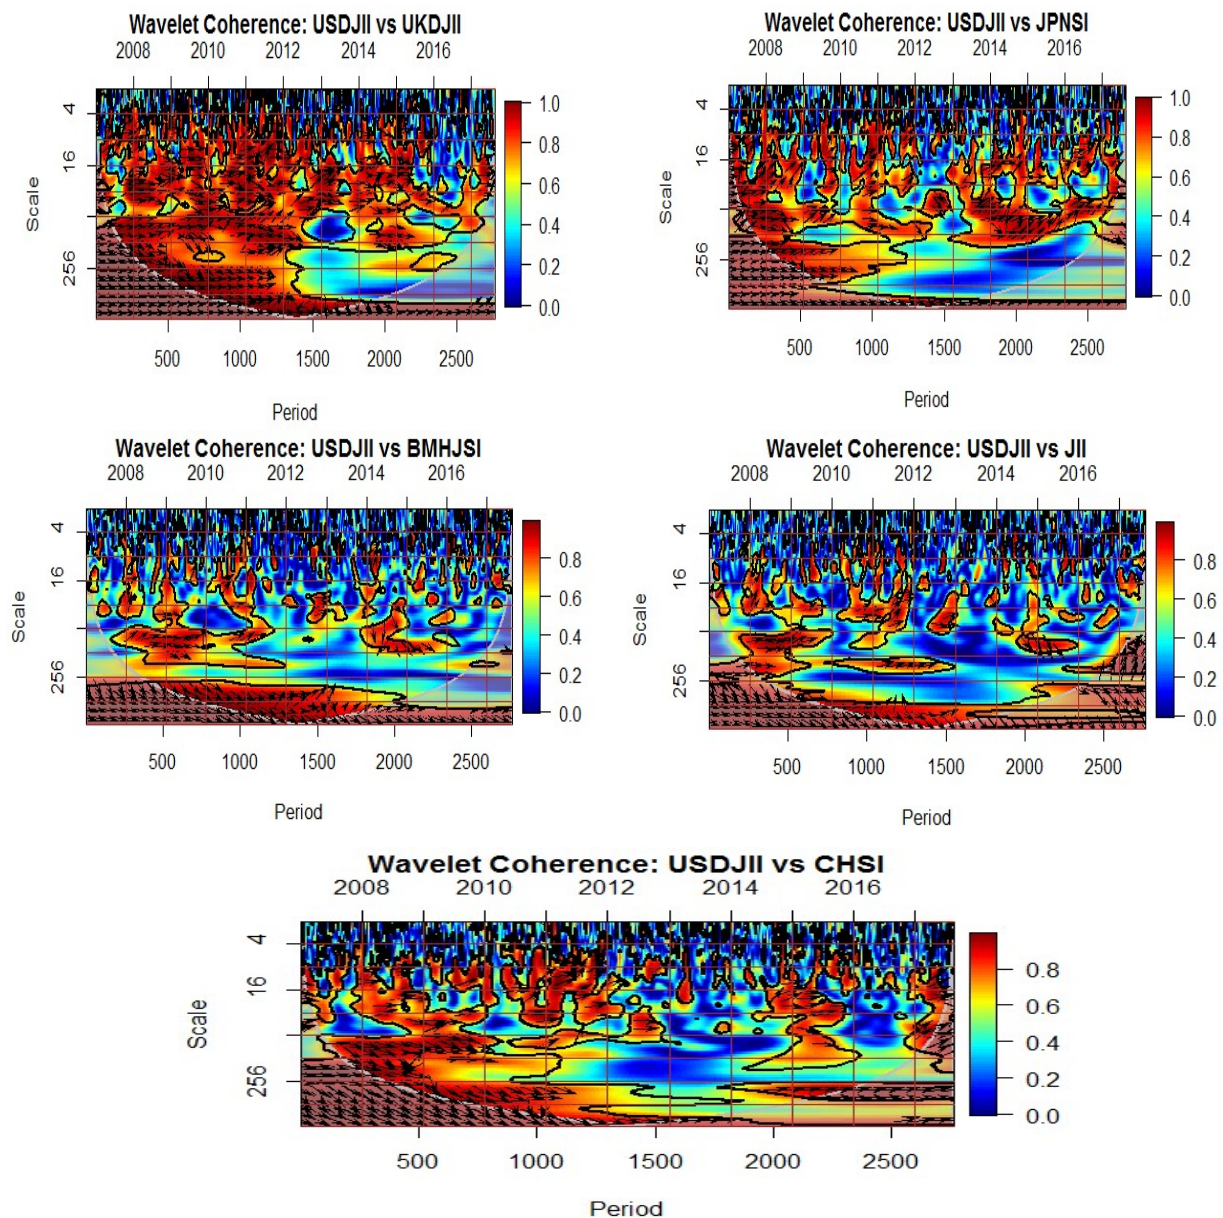 Wavelet Coherence: USDJII vs UKDJII
2008 2010 2012 2014 2016
Scale
4
16
256
1.0
0.8
0.6
0.4
0.2
0.0
500 1000 1500 2000 2500
Period
Wavelet Coherence: USDJII vs JPNSI
2008 2010 2012 2014 2016
Scale
4
16
256
1.0
0.8
0.6
0.4
0.2
0.0
500 1000 1500 2000 2500
Period
Wavelet Coherence: USDJII vs BMHJSI
2008 2010 2012 2014 2016
Scale
4
16
256
0.8
0.6
0.4
0.2
0.0
500 1000 1500 2000 2500
Period
Wavelet Coherence: USDJII vs JII
2008 2010 2012 2014 2016
Scale
4
16
256
0.8
0.6
0.4
0.2
0.0
500 1000 1500 2000 2500
Period
Wavelet Coherence: USDJII vs CHSI
2008 2010 2012 2014 2016
Scale
4
16
256
0.8
0.6
0.4
0.2
0.0
500 1000 1500 2000 2500
Period